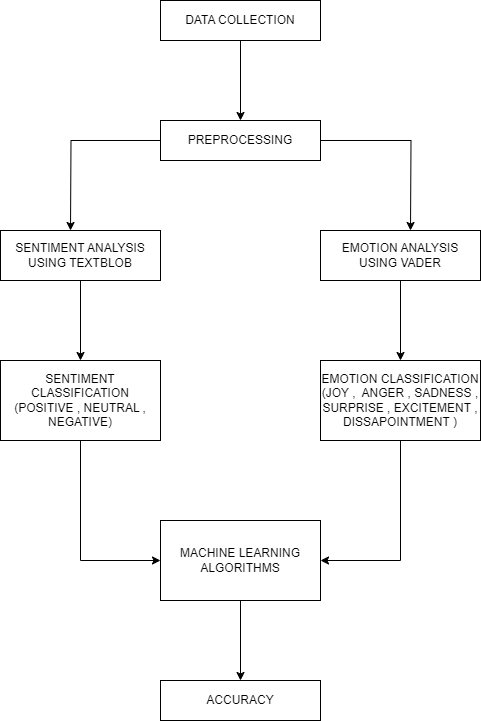 DATA COLLECTION
PREPROCESSING
SENTIMENT ANALYSIS
USING TEXTBLOB
EMOTION ANALYSIS
USING VADER
SENTIMENT
CLASSIFICATION
(POSITIVE , NEUTRAL ,
NEGATIVE)
EMOTION CLASSIFICATION
(JOY , ANGER , SADNESS ,
SURPRISE , EXCITEMENT ,
DISSAPOINTMENT )
MACHINE LEARNING
ALGORITHMS
ACCURACY